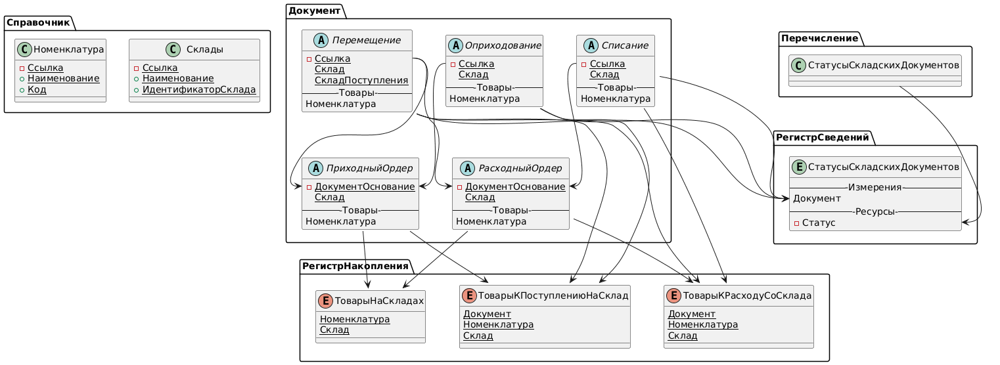 Справочник
C Номенклатура
Ссылка
Наименование
Код
C Склады
Ссылка
Наименование
ИдентификаторСклада
Документ
A Перемещение
Ссылка
Склад
СкладПоступления
-Товары-
Номенклатура
A Оприходование
Ссылка
Склад
-Товары-
Номенклатура
A Списание
Ссылка
Склад
-Товары-
Номенклатура
A ПриходныйОрдер
ДокументОснование
Склад
-Товары-
Номенклатура
A РасходныйОрдер
ДокументОснование
Склад
-Товары-
Номенклатура
Перечисление
C СтатусыСкладскихДокументов
РегистрСведений
E СтатусыСкладскихДокументов
-Измерения-
Документ
-Ресурсы-
Статус
РегистрНакопления
E ТоварыНаСкладах
Номенклатура
Склад
E ТоварыКПоступлениюНаСклад
Документ
Номенклатура
Склад
E ТоварыКРасходуСоСклада
Документ
Номенклатура
Склад